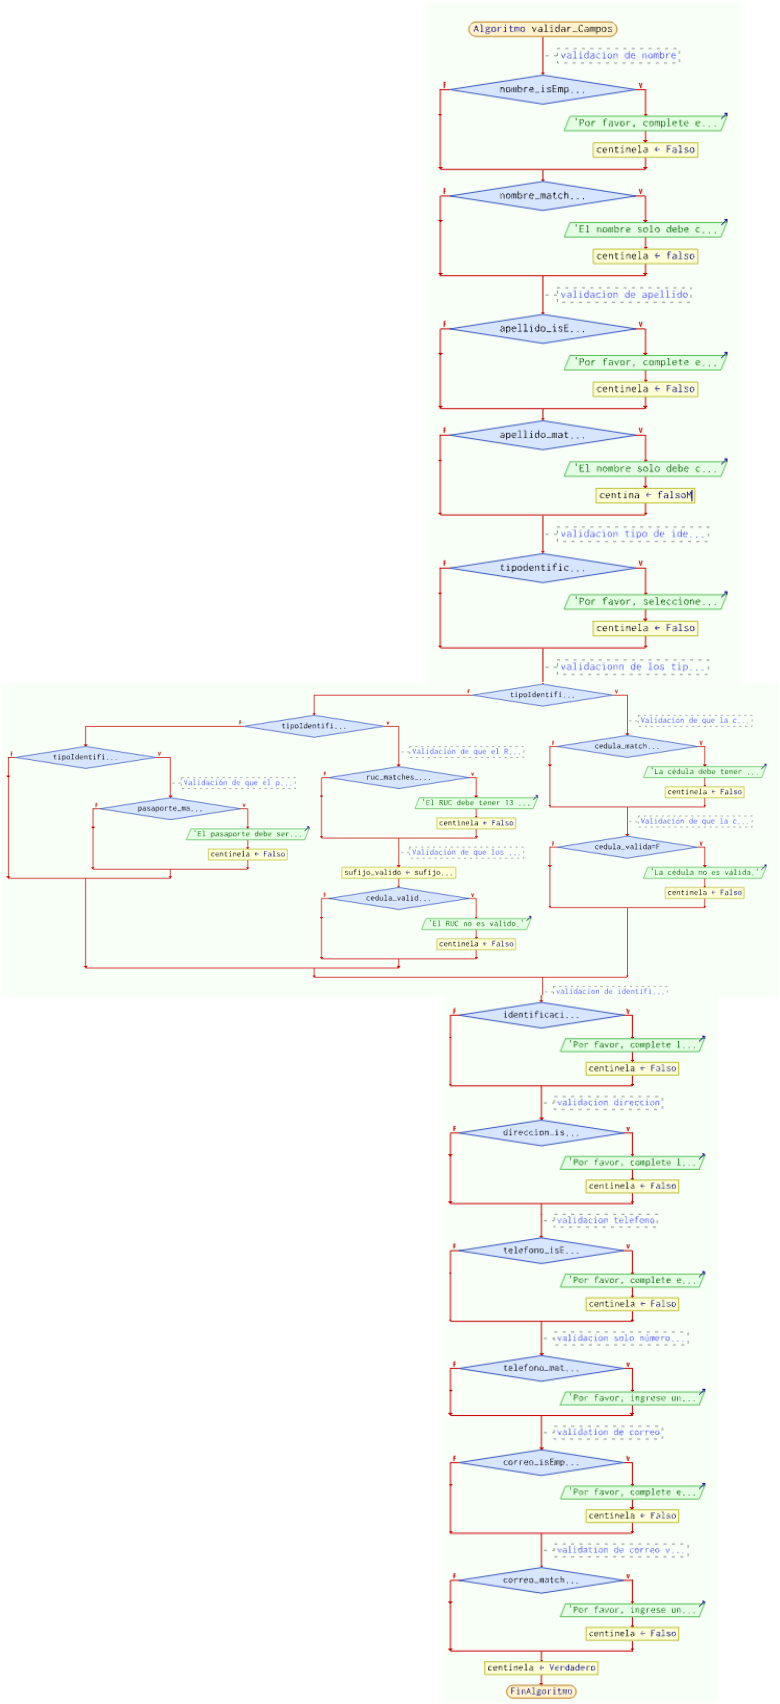 Algoritmo validar_Campos
validacion de nombre
nombre_isEmp...
F
V
'Por favor, complete e...
centinela ← Falso
nombre_match...
F
V
'El nombre solo debe c...
centinela ← falso
validacion de apellido
apellido_isE...
F
V
'Por favor, complete e...
centinela ← Falso
apellido_mat...
F
V
'El nombre solo debe c...
centina ← falsoM
validacion tipo de ide...
tipodentific...
F
V
'Por favor, seleccione...
centinela ← Falso
validacionn de los tip...
tipoIdentifi...
F
V
tipoIdentifi...
F
V
tipoIdentifi...
F
V
Validación de que el p...
pasaporte_ma...
F
V
'El pasaporte debe ser...
centinela ← Falso
Validación de que el R...
ruc_matches_...
F
V
'El RUC debe tener 13 ...
centinela ← Falso
Validación de que los ...
sufijo_valido ← sufijo...
cedula_valid...
F
V
'El RUC no es válido.'
centinela ← Falso
Validación de que la c...
cedula_match...
F
V
'La cédula debe tener ...
centinela ← Falso
Validación de que la c...
cedula_valida=F
F
V
'La cédula no es válida.'
centinela ← Falso
validacion de identifi...
identificaci...
F
V
'Por favor, complete l...
centinela ← Falso
validacion direccion
direccion_is...
F
V
'Por favor, complete l...
centinela ← Falso
validacion telefono
telefono_isE...
F
V
'Por favor, complete e...
centinela ← Falso
validacion solo número...
telefono_mat...
F
V
'Por favor, ingrese un...
validation de correo
correo_isEmp...
F
V
'Por favor, complete e...
centinela ← Falso
validation de correo v...
correo_match...
F
V
'Por favor, ingrese un...
centinela ← Falso
centinela ← Verdadero
FinAlgoritmo